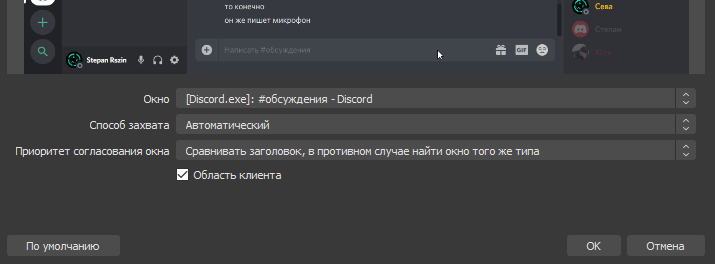 то конечно
он же пишет микрофон
Написать #обсуждения
GIF
Stepan Rszin
Сева
Степан
Окно
[Discord.exe]: #обсуждения - Discord
Способ захвата
Автоматический
Приоритет согласования окна
Сравнивать заголовок, в противном случае найти окно того же типа
Область клиента
По умолчанию
OK
Отмена